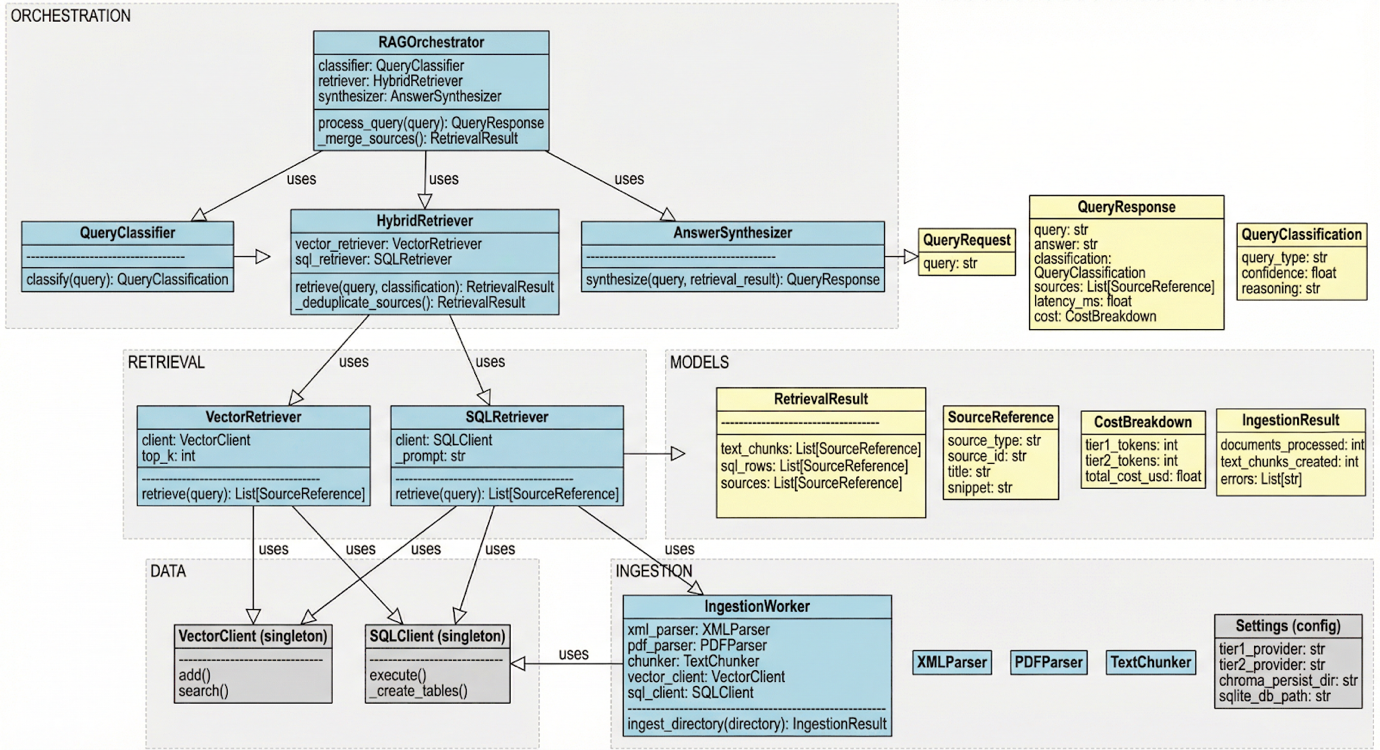 ORCHESTRATION
RAGOrchestrator
classifier: QueryClassifier
retriever: HybridRetriever
synthesizer: AnswerSynthesizer
process_query(query): QueryResponse
_merge_sources(): RetrievalResult
uses
uses
uses
QueryClassifier
classify(query): QueryClassification
HybridRetriever
vector_retriever: VectorRetriever
sql_retriever: SQLRetriever
retrieve(query, classification): RetrievalResult
_deduplicate_sources(): RetrievalResult
AnswerSynthesizer
synthesize(query, retrieval_result): QueryResponse
QueryRequest
query: str
QueryResponse
query: str
answer: str
classification:
QueryClassification
sources: List[SourceReference]
latency_ms: float
cost: CostBreakdown
QueryClassification
query_type: str
confidence: float
reasoning: str
uses
uses
RETRIEVAL
VectorRetriever
client: VectorClient
top_k: int
retrieve(query): List[SourceReference]
SQLRetriever
client: SQLClient
_prompt: str
retrieve(query): List[SourceReference]
MODELS
RetrievalResult
text_chunks: List[SourceReference]
sql_rows: List[SourceReference]
sources: List[SourceReference]
SourceReference
source_type: str
source_id: str
title: str
snippet: str
CostBreakdown
tier1_tokens: int
tier2_tokens: int
total_cost_usd: float
IngestionResult
documents_processed: int
text_chunks_created: int
errors: List[str]
uses
uses
uses
uses
uses
DATA
VectorClient (singleton)
add()
search()
SQLClient (singleton)
execute()
_create_tables()
uses
INGESTION
IngestionWorker
xml_parser: XMLParser
pdf_parser: PDFParser
chunker: TextChunker
vector_client: VectorClient
sql_client: SQLClient
ingest_directory(directory): IngestionResult
XMLParser
PDFParser
TextChunker
Settings (config)
tier1_provider: str
tier2_provider: str
chroma_persist_dir: str
sqlite_db_path: str